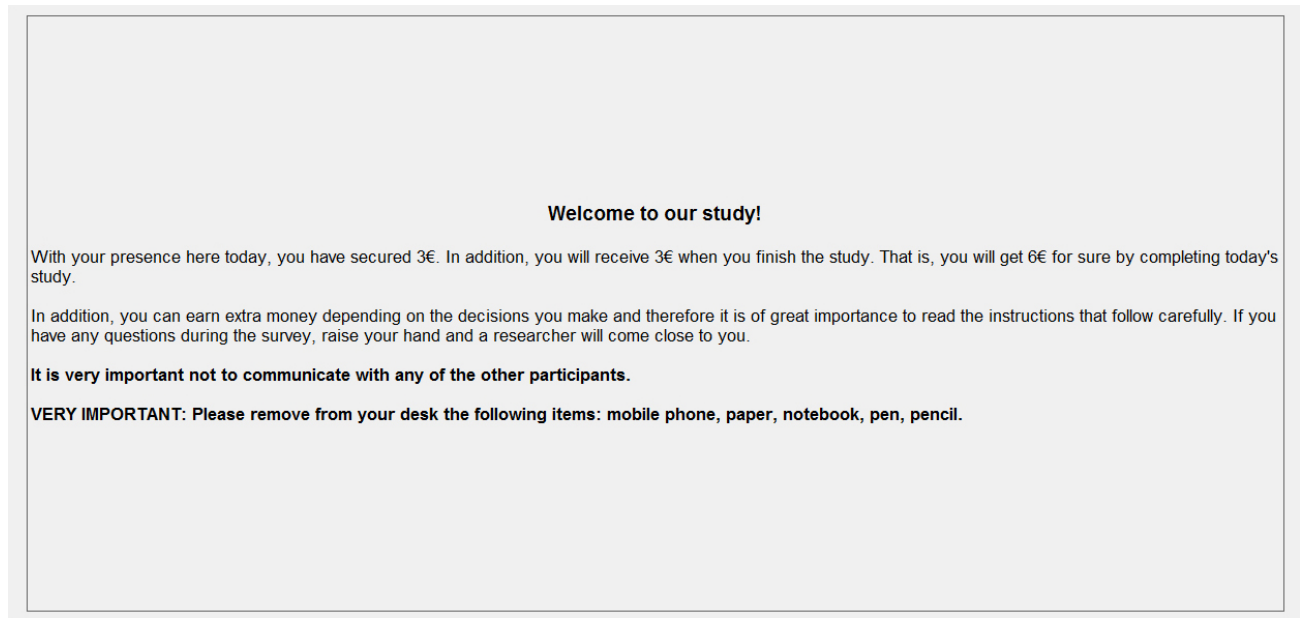 Welcome to our study!
With your presence here today, you have secured 3€. In addition, you will receive 3€ when you finish the study. That is, you will get 6€ for sure by completing today's
study.
In addition, you can earn extra money depending on the decisions you make and therefore it is of great importance to read the instructions that follow carefully. If you
have any questions during the survey, raise your hand and a researcher will come close to you.
It is very important not to communicate with any of the other participants.
VERY IMPORTANT: Please remove from your desk the following items: mobile phone, paper, notebook, pen, pencil.